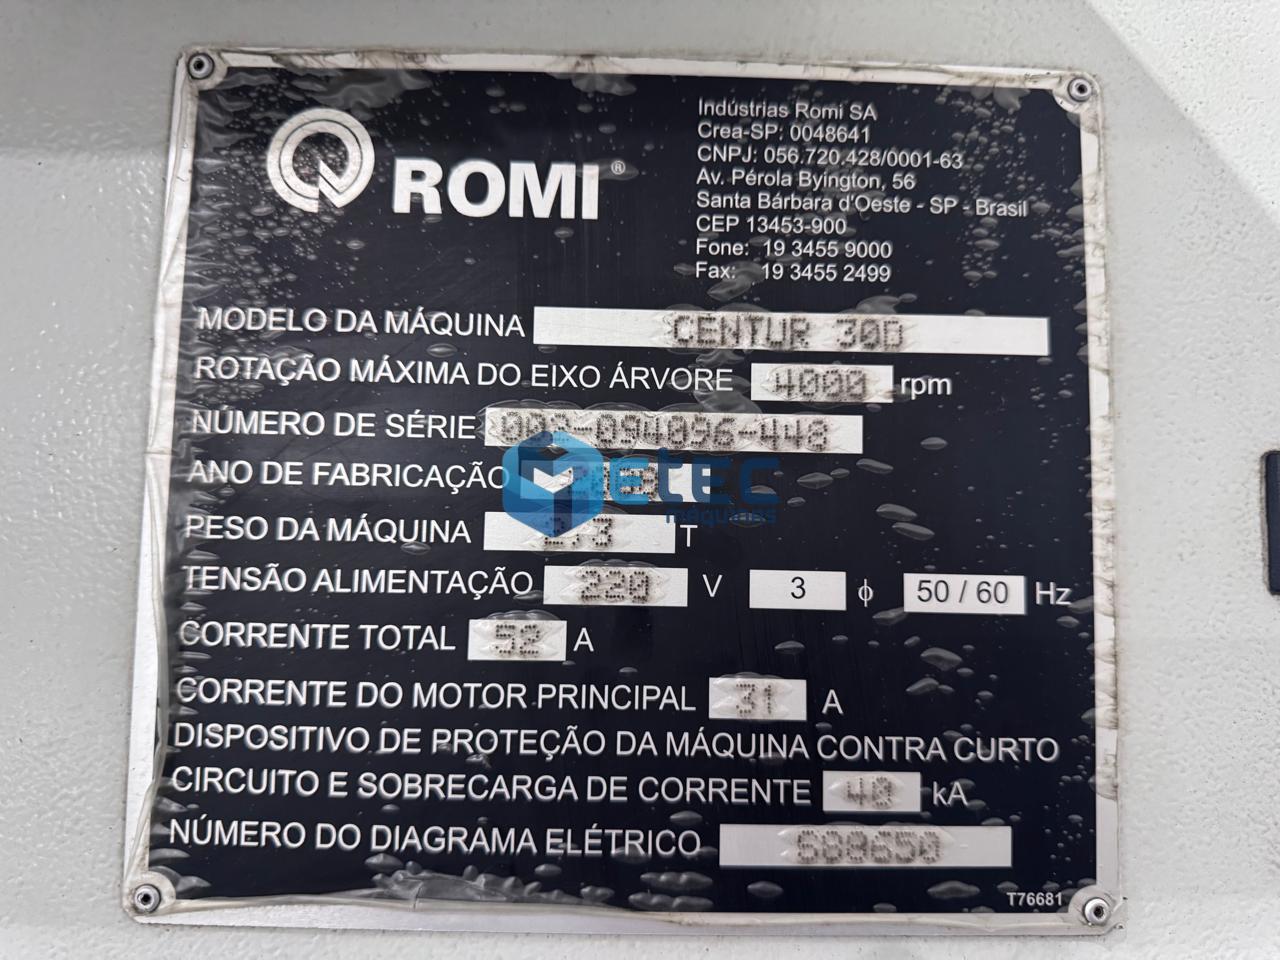 ROMI®
Indústrias Romi SA
Crea-SP: 0048641
CNPJ: 056.720.428/0001-63
Av. Pérola Byington, 56
Santa Bárbara d'Oeste - SP - Brasil
CEP 13453-900
Fone: 19 3455 9000
Fax: 19 3455 2499
MODELO DA MÁQUINA CENTUR 30D
ROTAÇÃO MÁXIMA DO EIXO ÁRVORE 4000 rpm
NÚMERO DE SÉRIE
ANO DE FABRICAÇÃO
Metec
máquinas
PESO DA MÁQUINA T
TENSÃO ALIMENTAÇÃO 220 V 3 ϕ 50 / 60 Hz
CORRENTE TOTAL 52 A
CORRENTE DO MOTOR PRINCIPAL 31 A
DISPOSITIVO DE PROTEÇÃO DA MÁQUINA CONTRA CURTO
CIRCUITO E SOBRECARGA DE CORRENTE 40 kA
NÚMERO DO DIAGRAMA ELÉTRICO
T76681